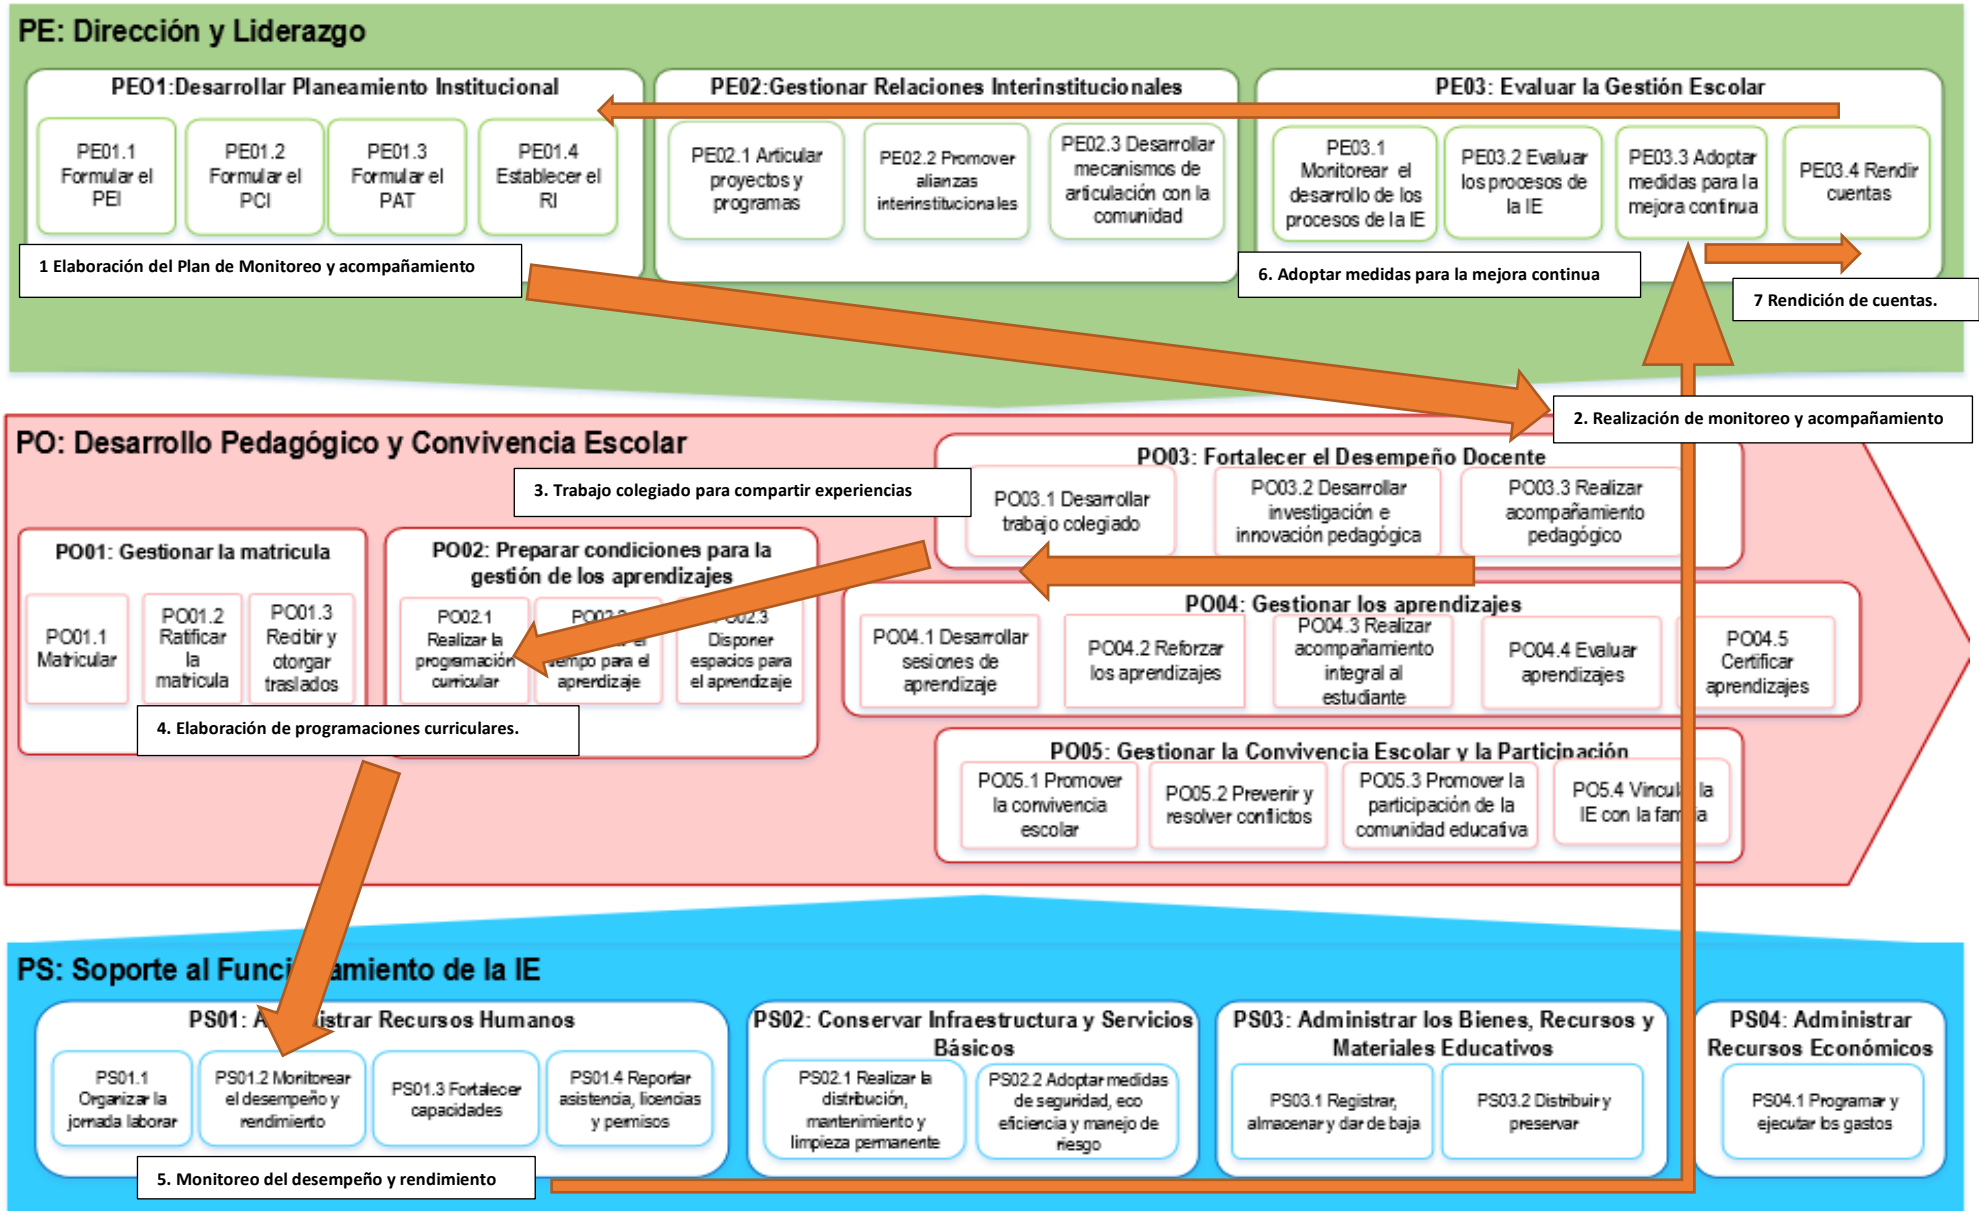 PE: Dirección y Liderazgo
PEO1:Desarrollar Planeamiento Institucional
PE01.1
Formular el
PEI
PE01.2
Formular el
PCI
PE01.3
Formular el
PAT
PE01.4
Establecer el
RI
1 Elaboración del Plan de Monitoreo y acompañamiento
PE02:Gestionar Relaciones Interinstitucionales
PE02.1 Articular
proyectos y
programas
PE02.2 Promover
alianzas
interinstitucionales
PE02.3 Desarrollar
mecanismos de
articulación con la
comunidad
PE03: Evaluar la Gestión Escolar
PE03.1
Monitorear el
desarrollo de los
procesos de la IE
PE03.2 Evaluar
los procesos de
la IE
PE03.3 Adoptar
medidas para la
mejora continua
PE03.4 Rendir
cuentas
6. Adoptar medidas para la mejora continua
7 Rendición de cuentas.
2. Realización de monitoreo y acompañamiento
PO: Desarrollo Pedagógico y Convivencia Escolar
3. Trabajo colegiado para compartir experiencias
PO03: Fortalecer el Desempeño Docente
PO03.1 Desarrollar
trabajo colegiado
PO03.2 Desarrollar
investigación e
innovación pedagógica
PO03.3 Realizar
acompañamiento
pedagógico
PO01: Gestionar la matricula
PO01.1
Matricular
PO01.2
Ratificar
la
matricula
PO01.3
Recibir y
otorgar
traslados
PO02: Preparar condiciones para la
gestión de los aprendizajes
PO02.1
Realizar la
programación
curricular
el
tiempo para el
aprendizaje
PO02.3
Disponer
espacios para
el aprendizaje
4. Elaboración de programaciones curriculares.
PO04: Gestionar los aprendizajes
PO04.1 Desarrollar
sesiones de
aprendizaje
PO04.2 Reforzar
los aprendizajes
PO04.3 Realizar
acompañamiento
integral al
estudiante
PO04.4 Evaluar
aprendizajes
PO04.5
Certificar
aprendizajes
PO05: Gestionar la Convivencia Escolar y la Participación
PO05.1 Promover
la convivencia
escolar
PO05.2 Prevenir y
resolver conflictos
PO05.3 Promover la
participación de la
comunidad educativa
PO5.4 Vincular la
IE con la familia
PS: Soporte al Funcionamiento de la IE
PS01: Administrar Recursos Humanos
PS01.1
Organizar la
jornada laborar
PS01.2 Monitorear
el desempeño y
rendimiento
PS01.3 Fortalecer
capacidades
PS01.4 Reportar
asistencia, licencias
y permisos
5. Monitoreo del desempeño y rendimiento
PS02: Conservar Infraestructura y Servicios
Básicos
PS02.1 Realizar la
distribución,
mantenimiento y
limpieza permanente
PS02.2 Adoptar medidas
de seguridad, eco
eficiencia y manejo de
riesgo
PS03: Administrar los Bienes, Recursos y
Materiales Educativos
PS03.1 Registrar,
almacenar y dar de baja
PS03.2 Distribuir y
preservar
PS04: Administrar
Recursos Económicos
PS04.1 Programar y
ejecutar los gastos